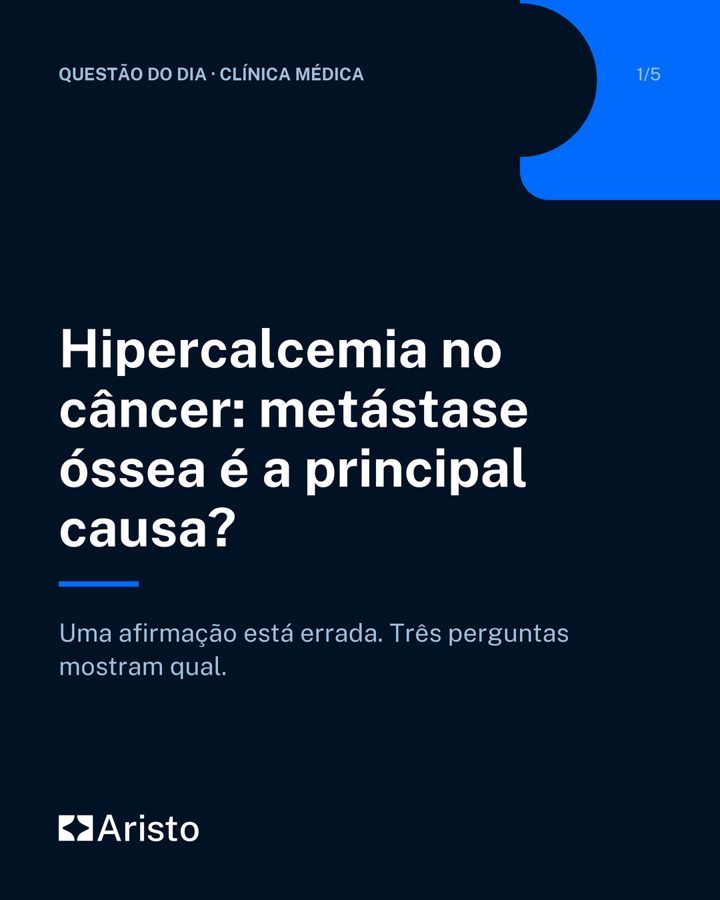 QUESTÃO DO DIA · CLÍNICA MÉDICA
1/5
Hipercalcemia no
câncer: metástase
óssea é a principal
causa?
Uma afirmação está errada. Três perguntas
mostram qual.
Aristo